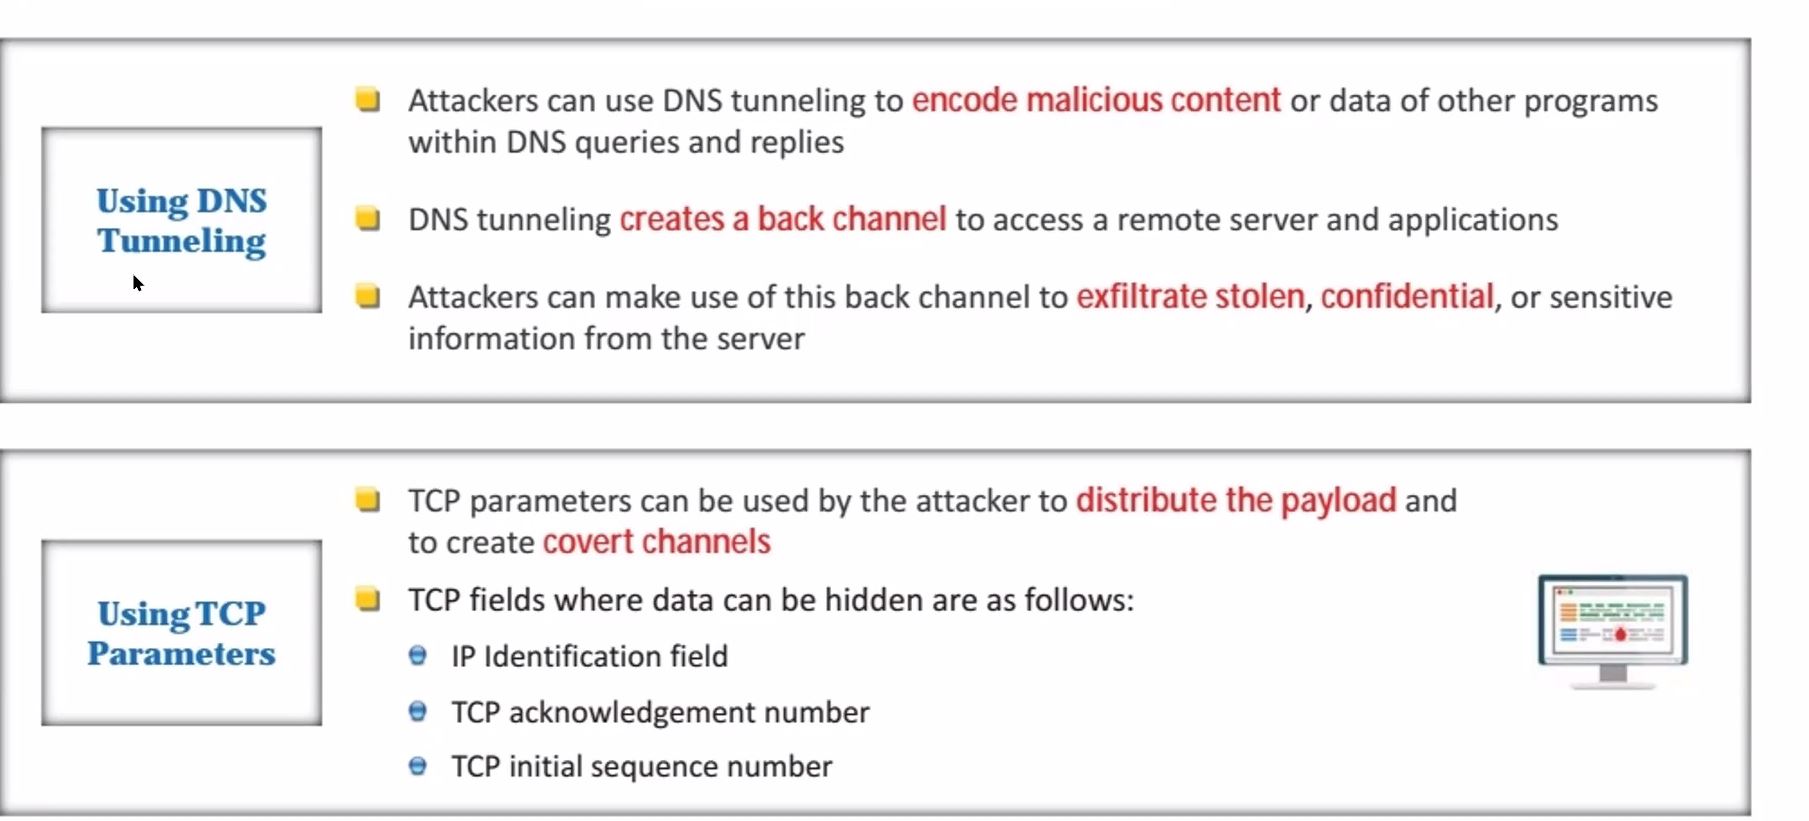 Using DNS
Tunneling
Attackers can use DNS tunneling to encode malicious content or data of other programs
within DNS queries and replies
DNS tunneling creates a back channel to access a remote server and applications
Attackers can make use of this back channel to exfiltrate stolen, confidential, or sensitive
information from the server
Using TCP
Parameters
TCP parameters can be used by the attacker to distribute the payload and
to create covert channels
TCP fields where data can be hidden are as follows:
IP Identification field
TCP acknowledgement number
TCP initial sequence number